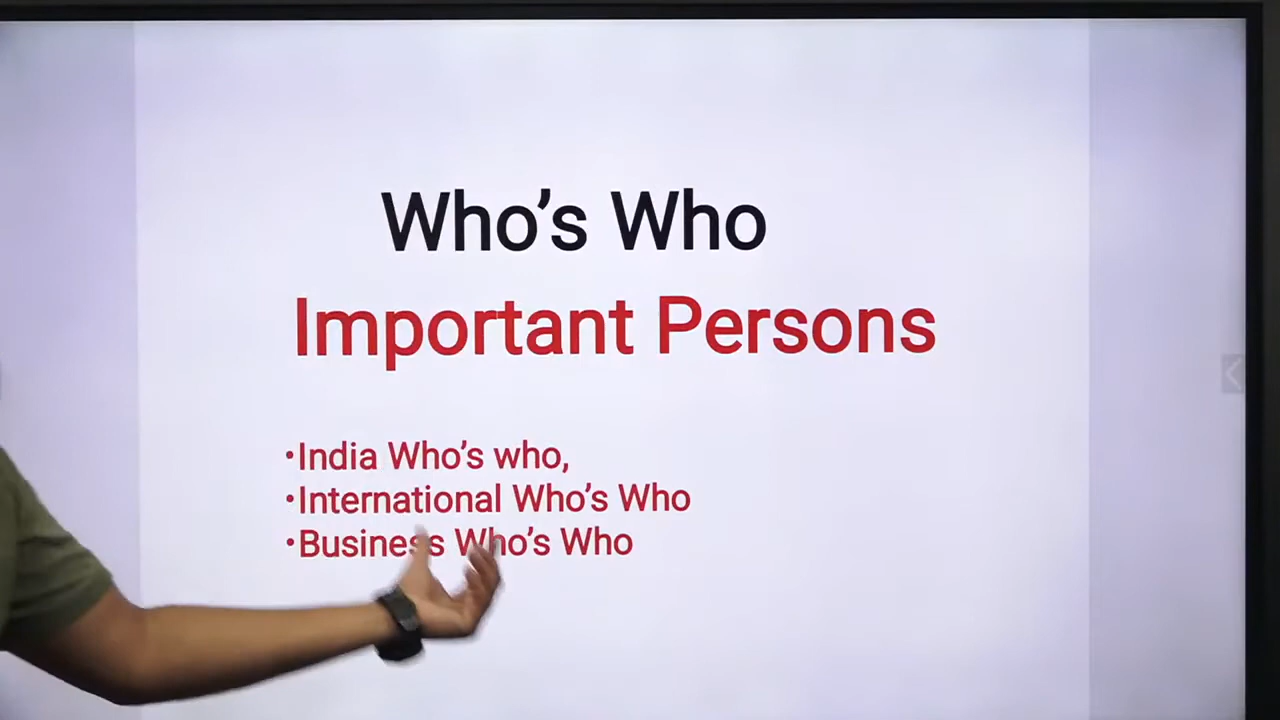 Who’s Who
Important Persons
•India Who’s who,
•International Who’s Who
•Business Who’s Who